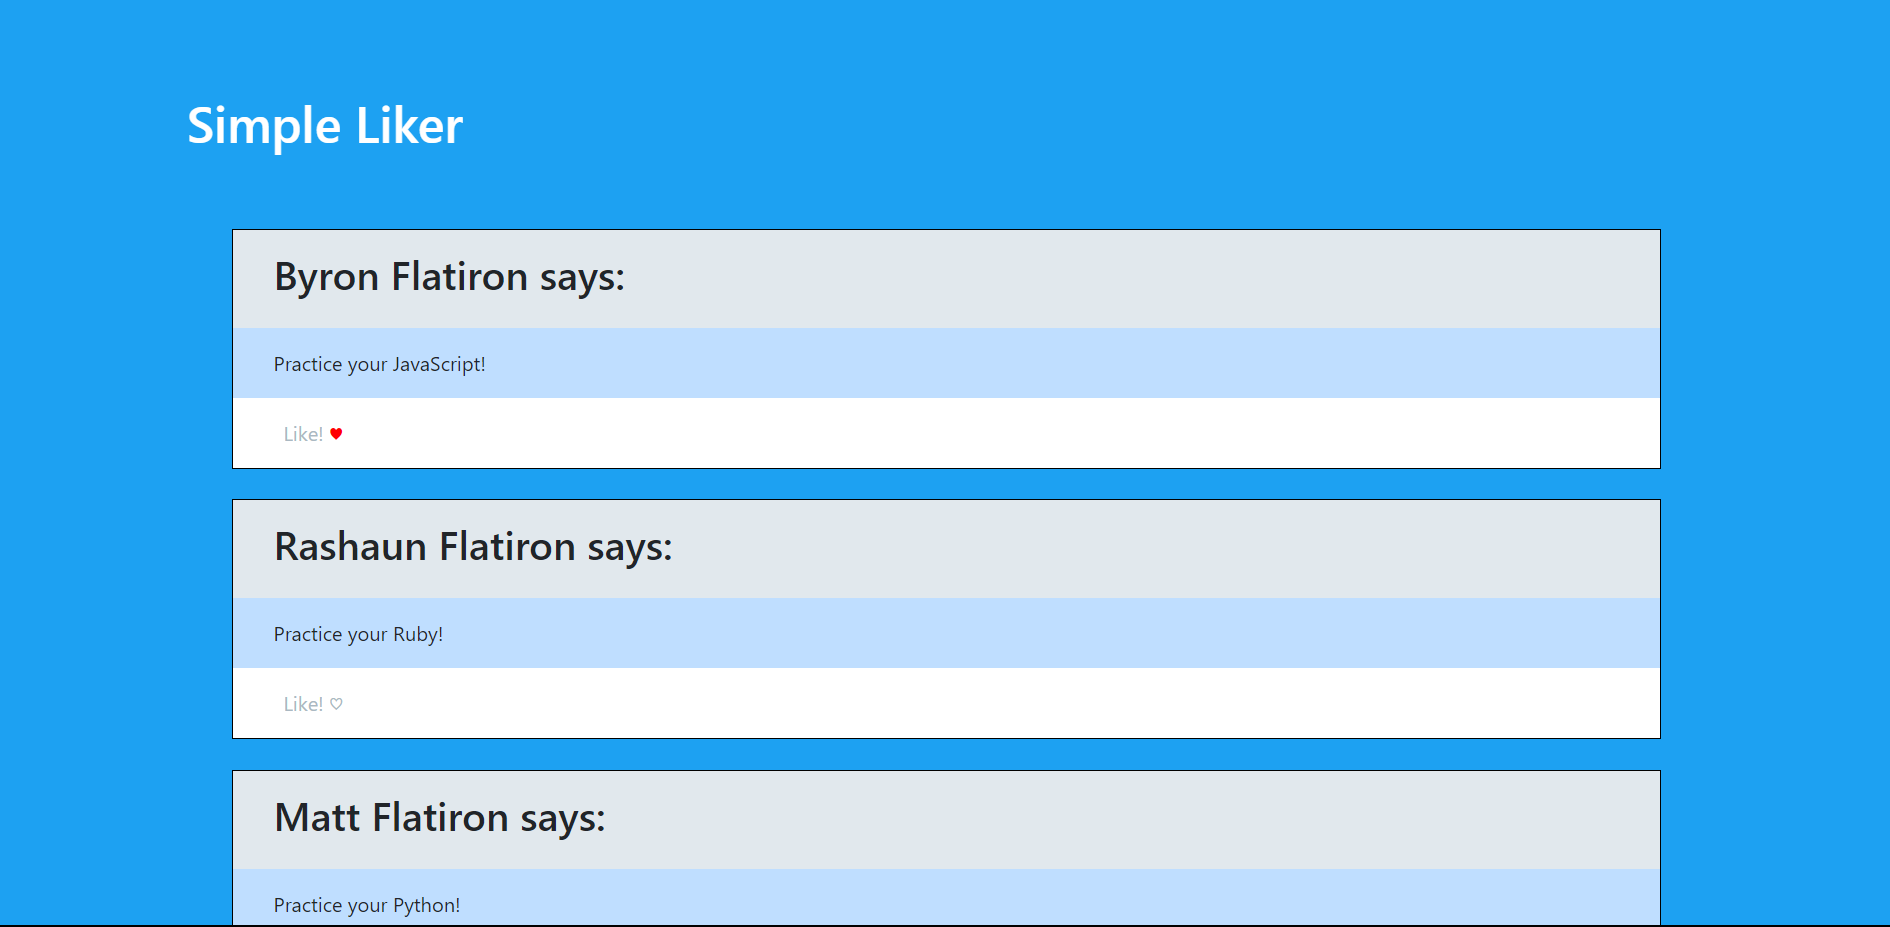 Simple Liker
Byron Flatiron says:
Practice your JavaScript!
Like! ♥
Rashaun Flatiron says:
Practice your Ruby!
Like! ♡
Matt Flatiron says:
Practice your Python!